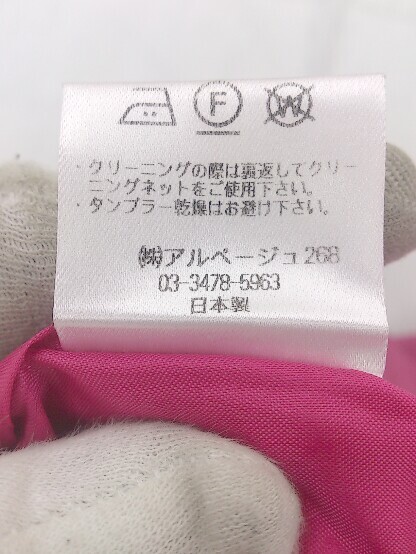 F W
・クリーニングの際は裏返してクリー
ニングネットをご使用下さい。
・タンブラー乾燥はお避け下さい。
㈱アルページュ268
03-3478-5963
日本製